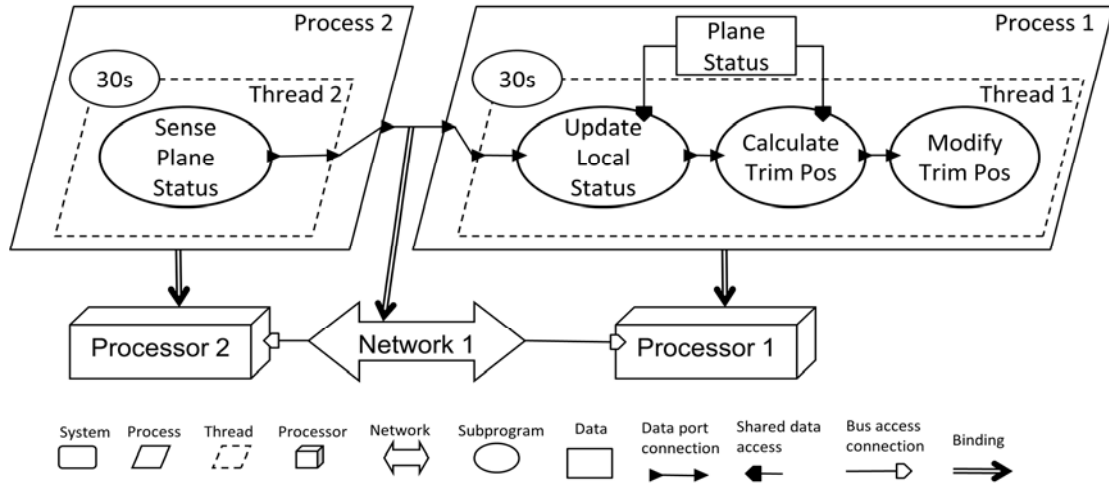 Process 2
30s
Thread 2
Sense
Plane
Status
Process 1
Plane
Status
30s
Thread 1
Update
Local
Status
Calculate
Trim Pos
Modify
Trim Pos
Processor 2
Network 1
Processor 1
System
Process
Thread
Processor
Network
Subprogram
Data
Data port
connection
Shared data
access
Bus access
connection
Binding